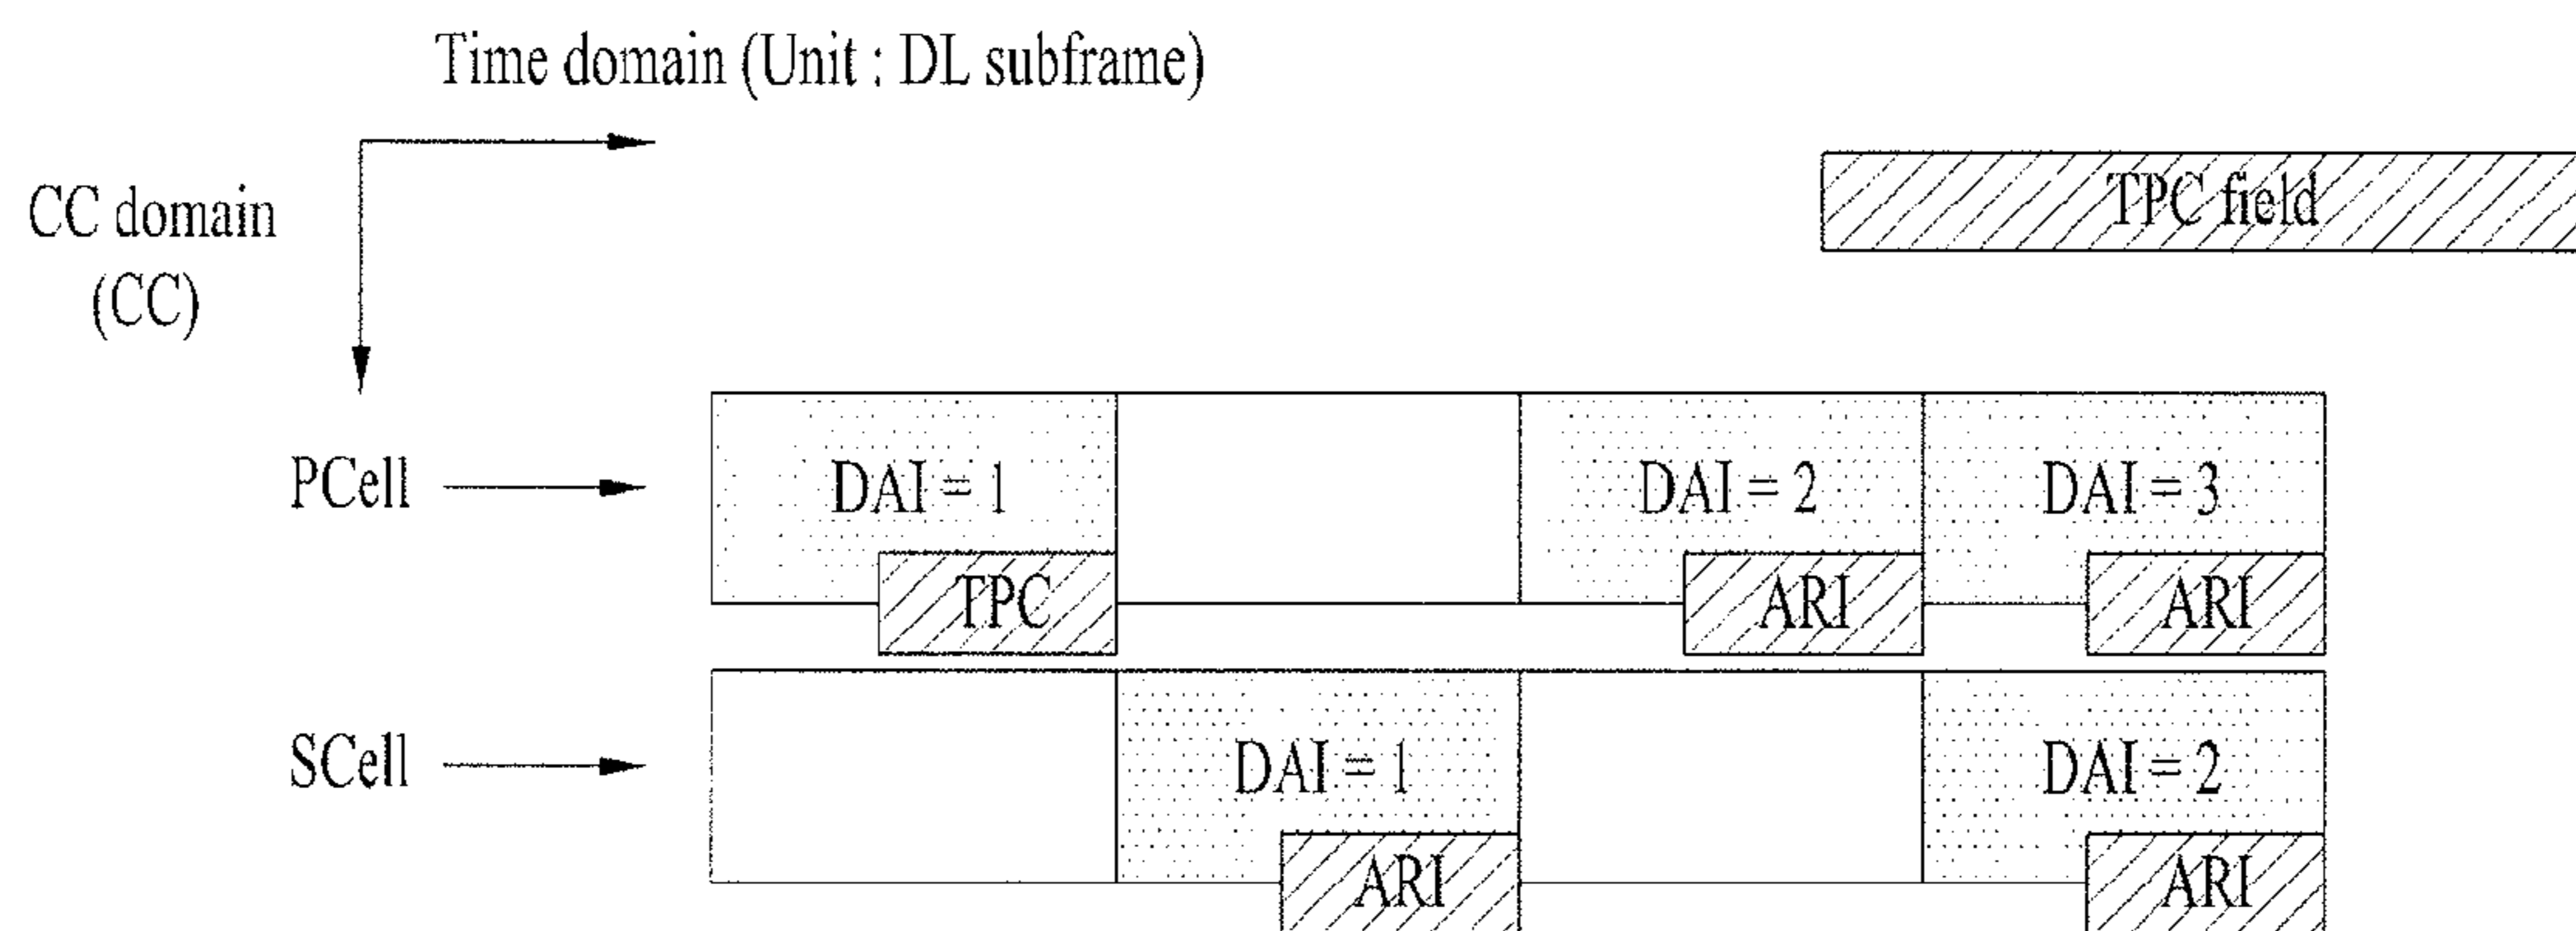 Time domain (Unit : DL subframe)
CC domain
(CC)
TPC field
PCell
DAI = 1
DAI = 2
DAI = 3
TPC
ARI
ARI
SCell
DAI = 1
DAI = 2
ARI
ARI